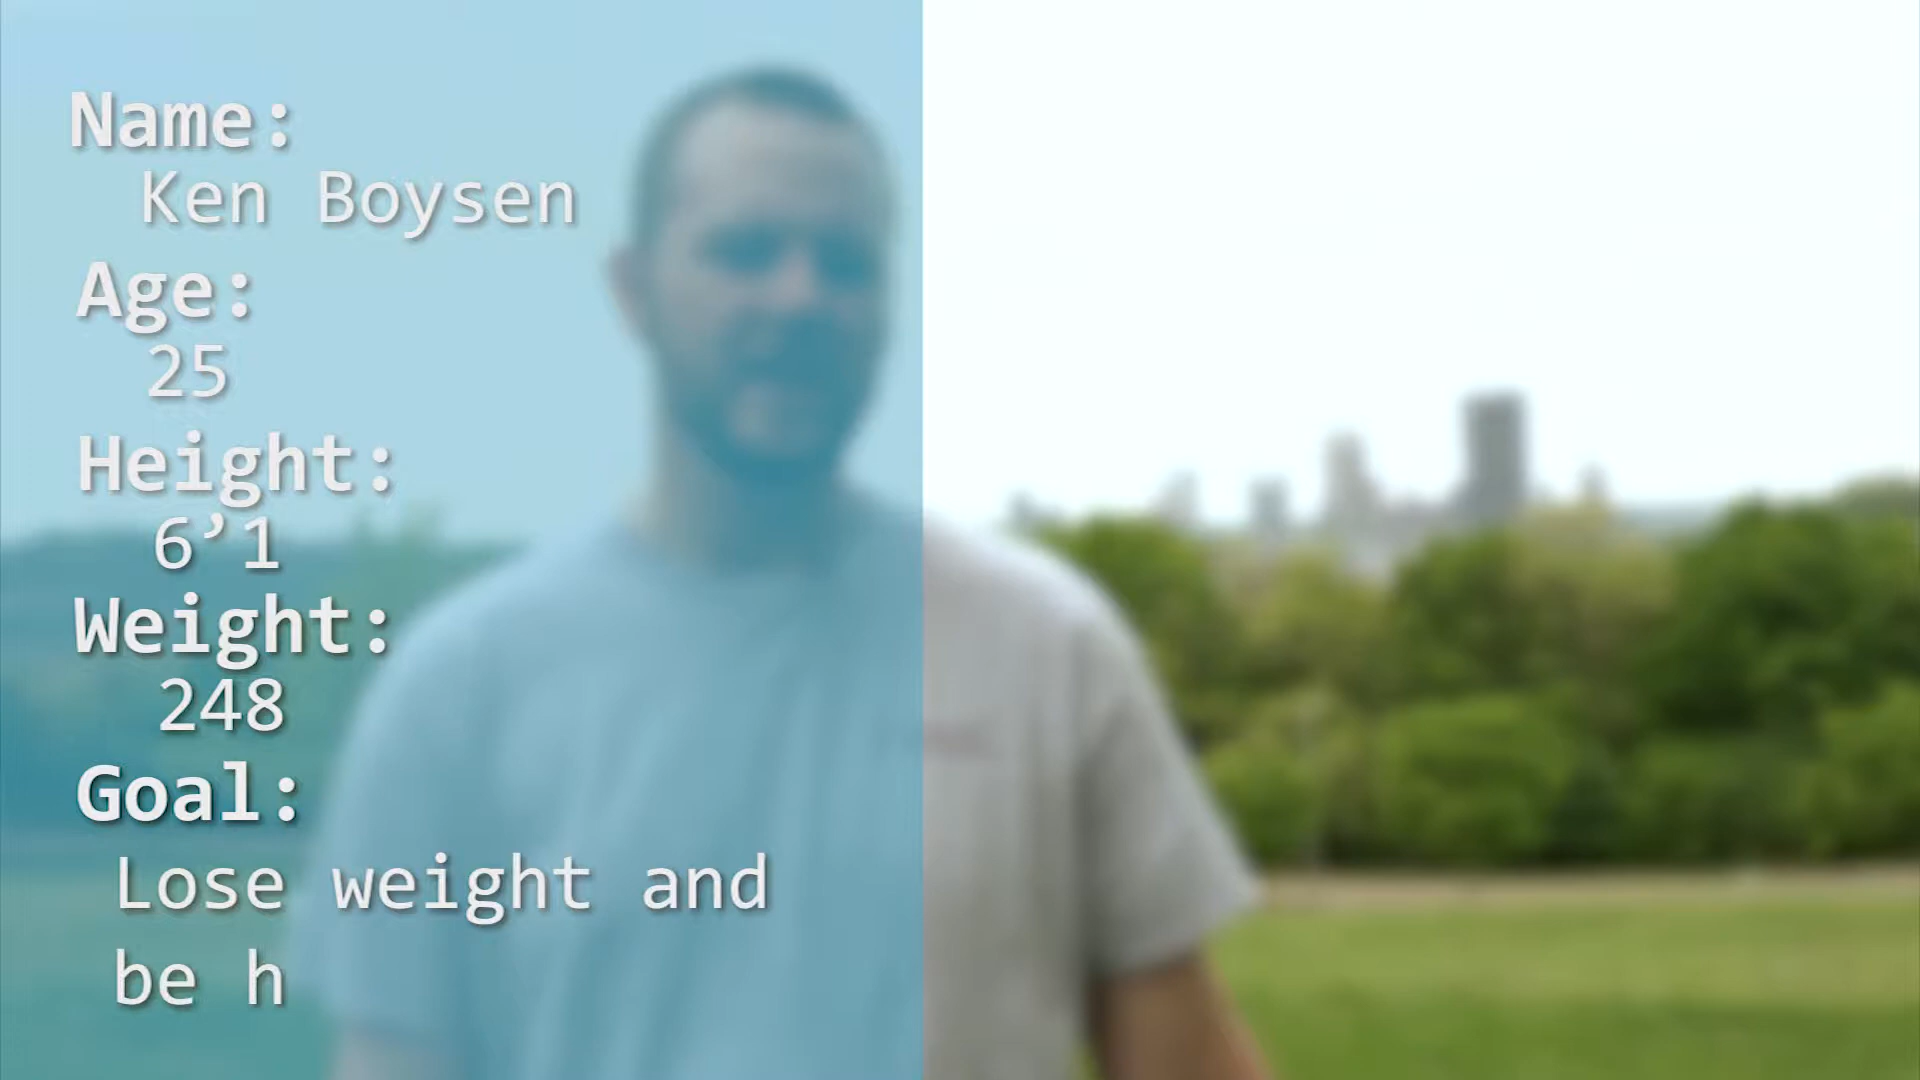 Name:
Ken Boysen
Age:
25
Height:
6’1
Weight:
248
Goal:
Lose weight and
be h